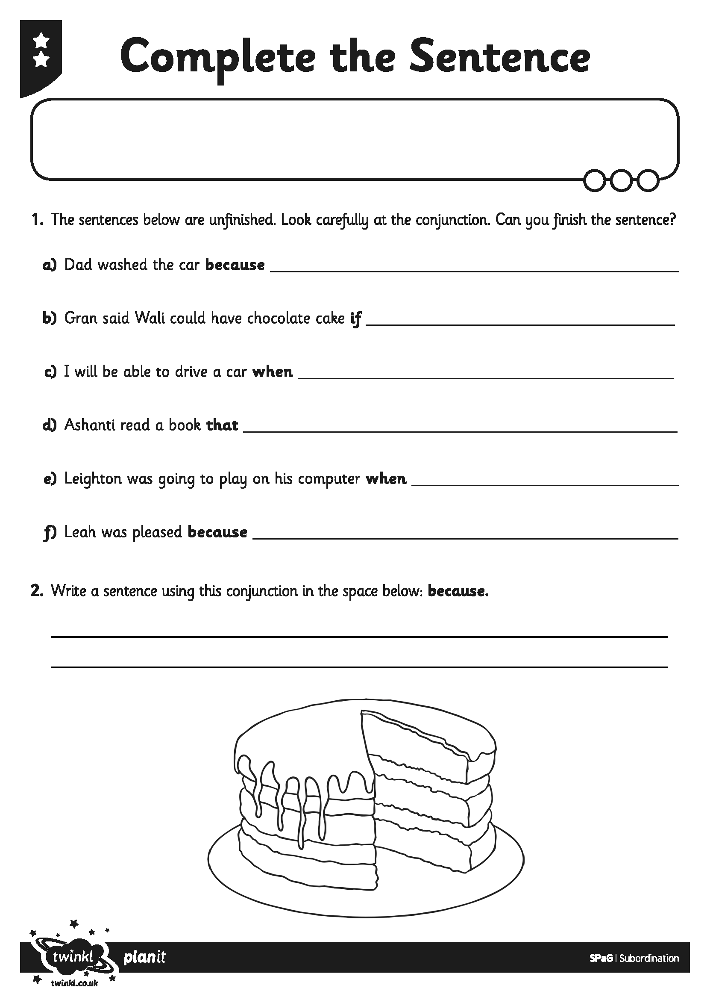 Complete the Sentence
1. The sentences below are unfinished. Look carefully at the conjunction. Can you finish the sentence?
a) Dad washed the car because
b) Gran said Wali could have chocolate cake if
c) I will be able to drive a car when
d) Ashanti read a book that
e) Leighton was going to play on his computer when
f) Leah was pleased because
2. Write a sentence using this conjunction in the space below: because.
twinkl planit
SPaG | Subordination
twinkl.co.uk